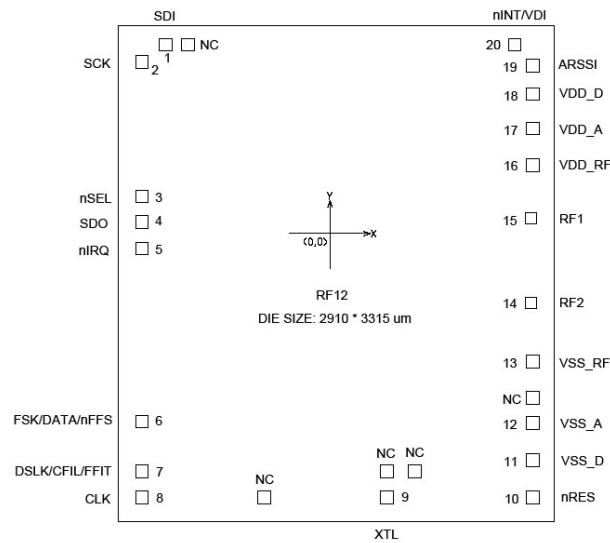 SDI nINT/VDI
1 NC 20
SCK 2 19 ARSSI
18 VDD_D
17 VDD_A
16 VDD_RF
nSEL 3 Y
SDO 4 15 RF1
(0,0) X
nIRQ 5
RF12
14 RF2
DIE SIZE: 2910 * 3315 um
13 VSS_RF
NC
FSK/DATA/nFFS 6 12 VSS_A
NC NC
11 VSS_D
DSLK/CFIL/FFIT 7 NC
CLK 8 9 10 nRES
XTL